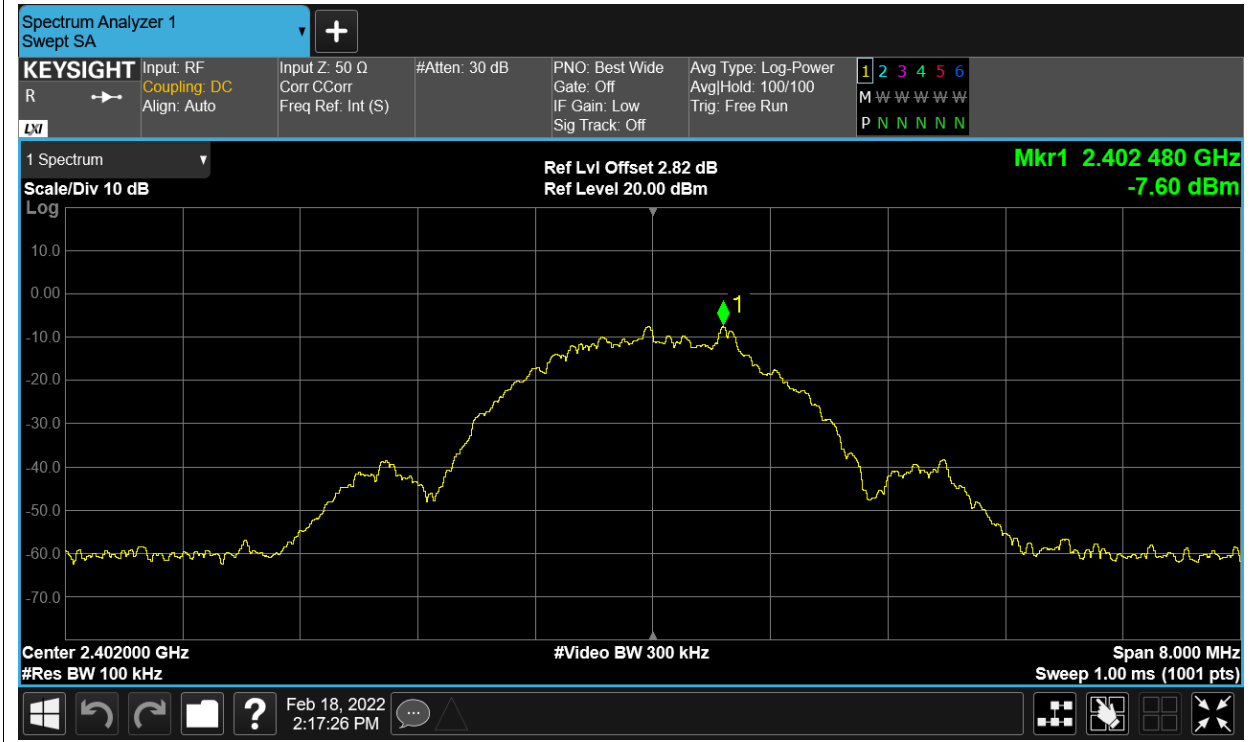 Spectrum Analyzer 1
Swept SA
+
KEYSIGHT
R
LXI
Input: RF
Coupling: DC
Align: Auto
Input Z: 50 Ω
Corr CCorr
Freq Ref: Int (S)
#Atten: 30 dB
PNO: Best Wide
Gate: Off
IF Gain: Low
Sig Track: Off
Avg Type: Log-Power
Avg|Hold: 100/100
Trig: Free Run
1 2 3 4 5 6
M W W W W W
P N N N N N
1 Spectrum
Scale/Div 10 dB
Log
Ref Lvl Offset 2.82 dB
Ref Level 20.00 dBm
Mkr1 2.402 480 GHz
-7.60 dBm
10.0
0.00
-10.0
-20.0
-30.0
-40.0
-50.0
-60.0
-70.0
1
Center 2.402000 GHz
#Res BW 100 kHz
#Video BW 300 kHz
Span 8.000 MHz
Sweep 1.00 ms (1001 pts)
?
Feb 18, 2022
2:17:26 PM